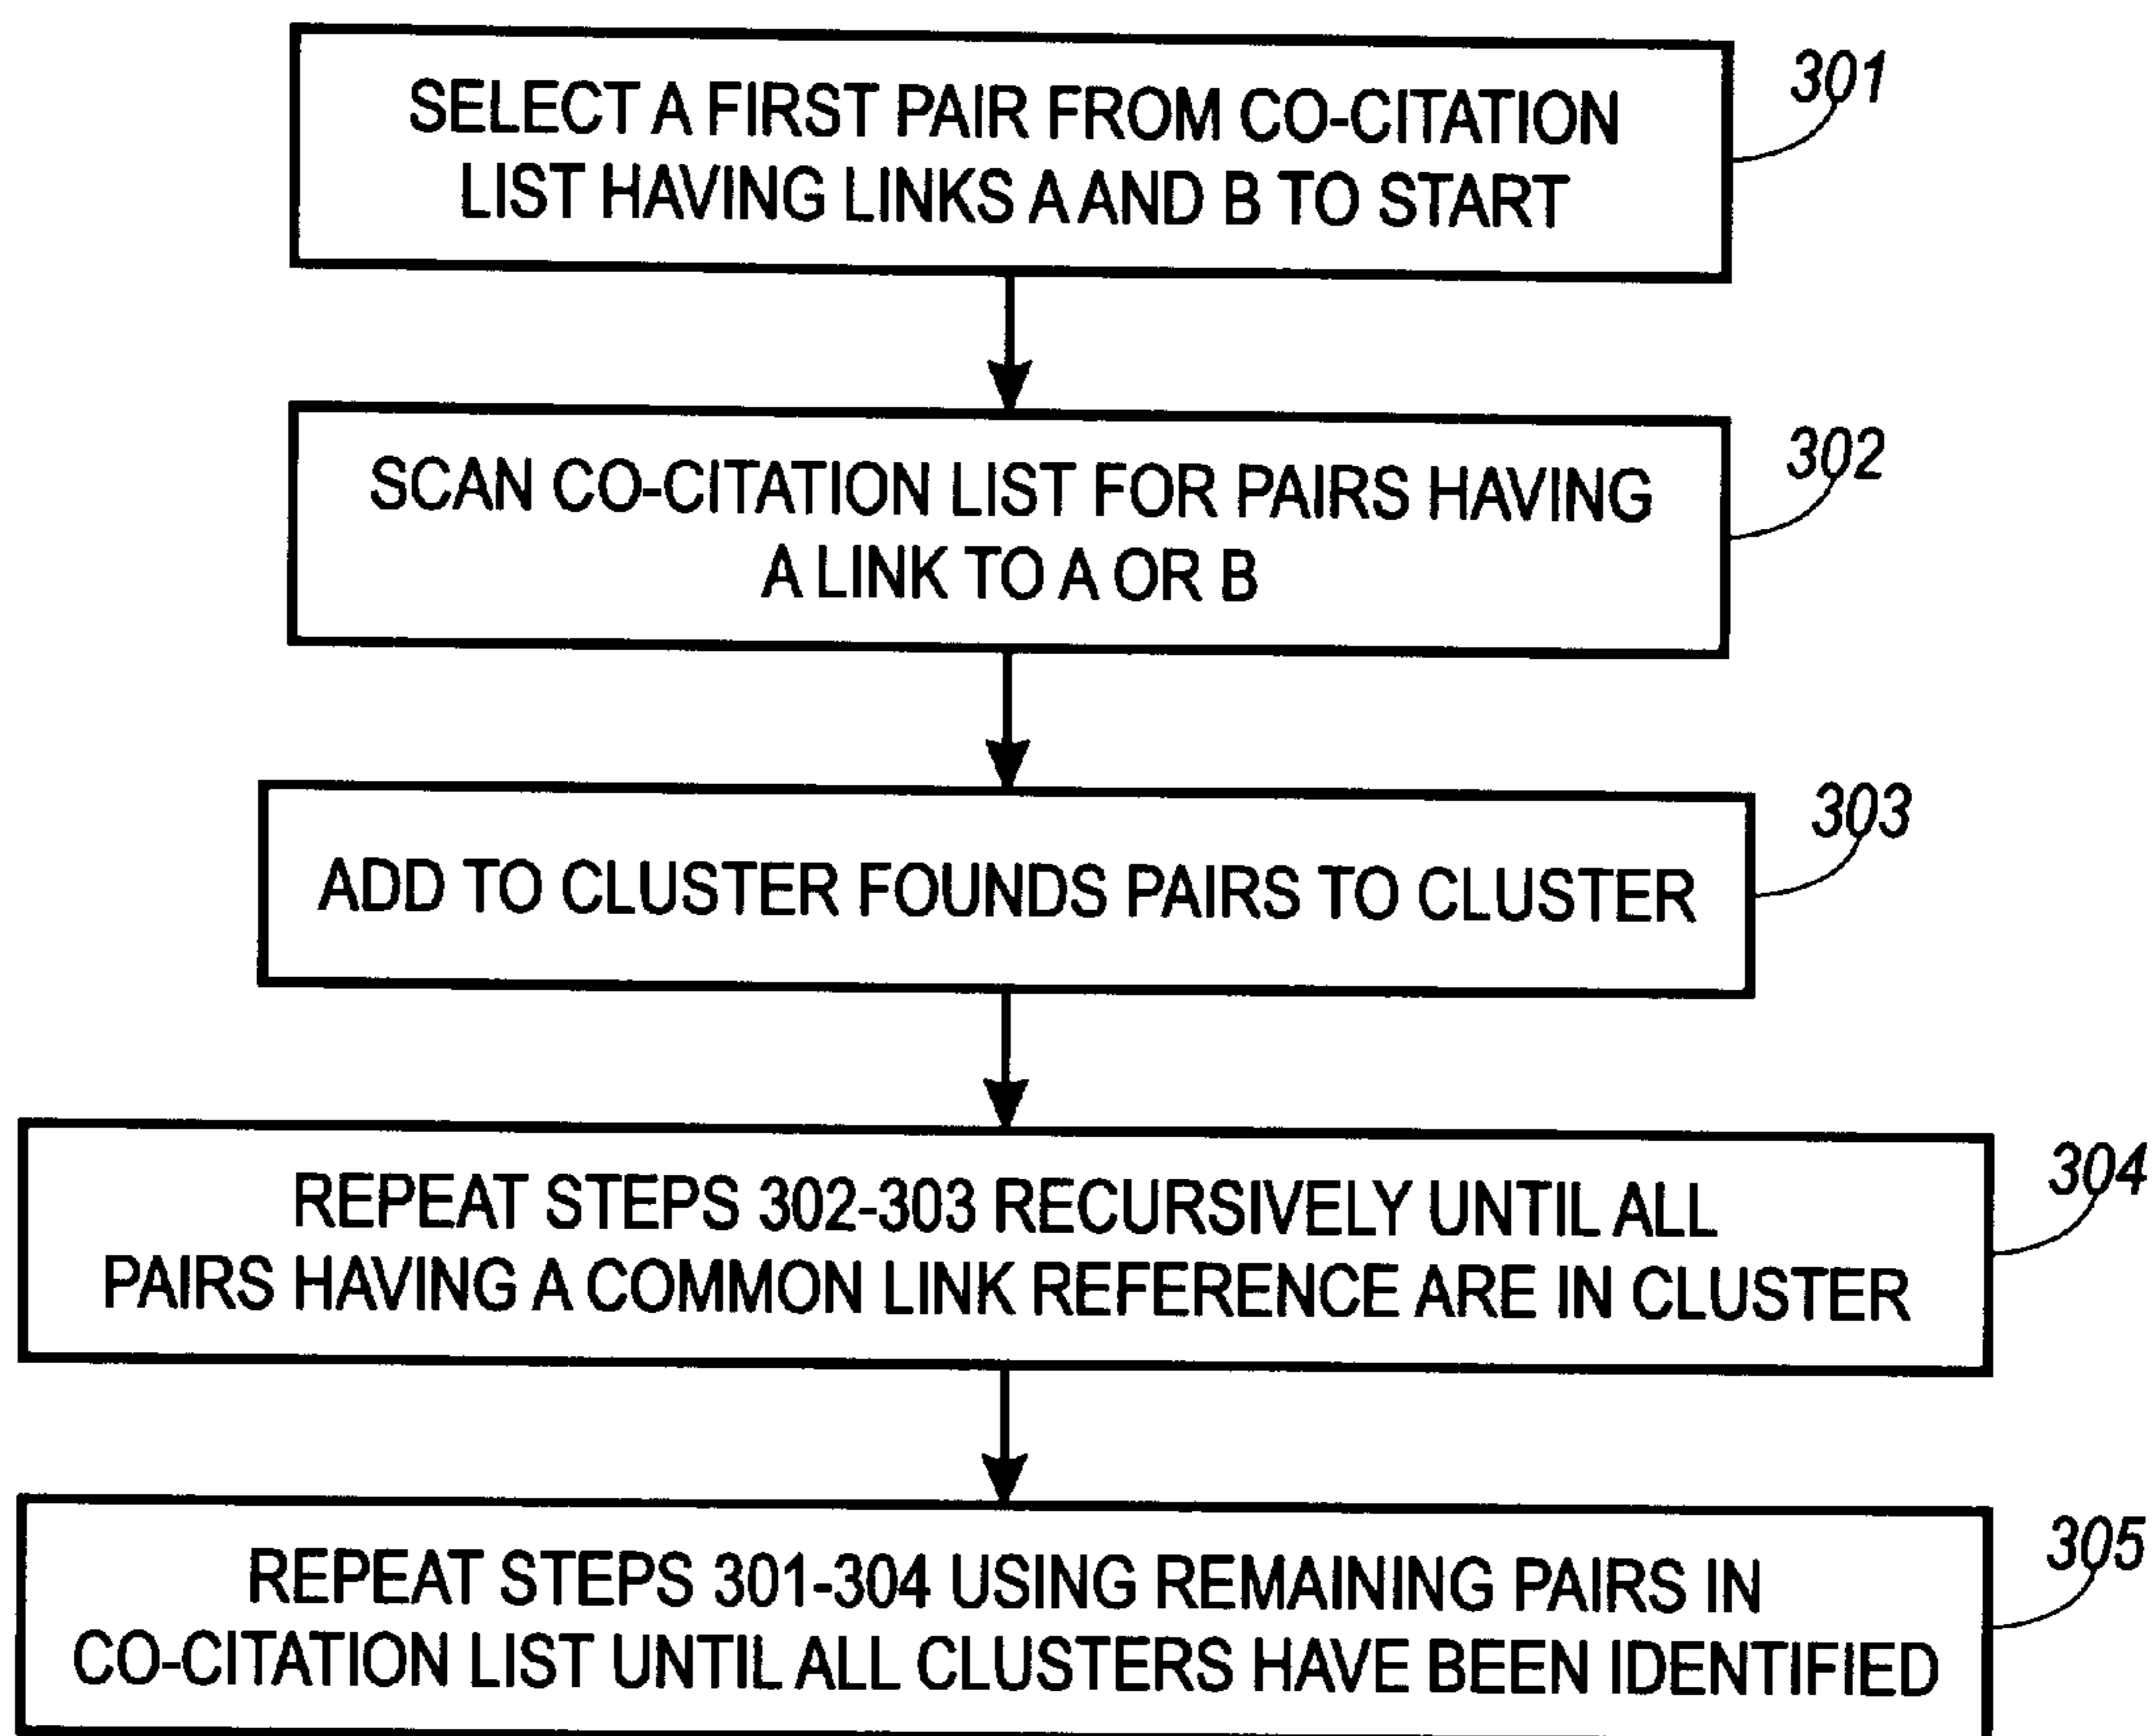 SELECT A FIRST PAIR FROM CO-CITATION
LIST HAVING LINKS A AND B TO START
301
SCAN CO-CITATION LIST FOR PAIRS HAVING
A LINK TO A OR B
302
ADD TO CLUSTER FOUNDS PAIRS TO CLUSTER
303
REPEAT STEPS 302-303 RECURSIVELY UNTIL ALL
PAIRS HAVING A COMMON LINK REFERENCE ARE IN CLUSTER
304
REPEAT STEPS 301-304 USING REMAINING PAIRS IN
CO-CITATION LIST UNTIL ALL CLUSTERS HAVE BEEN IDENTIFIED
305